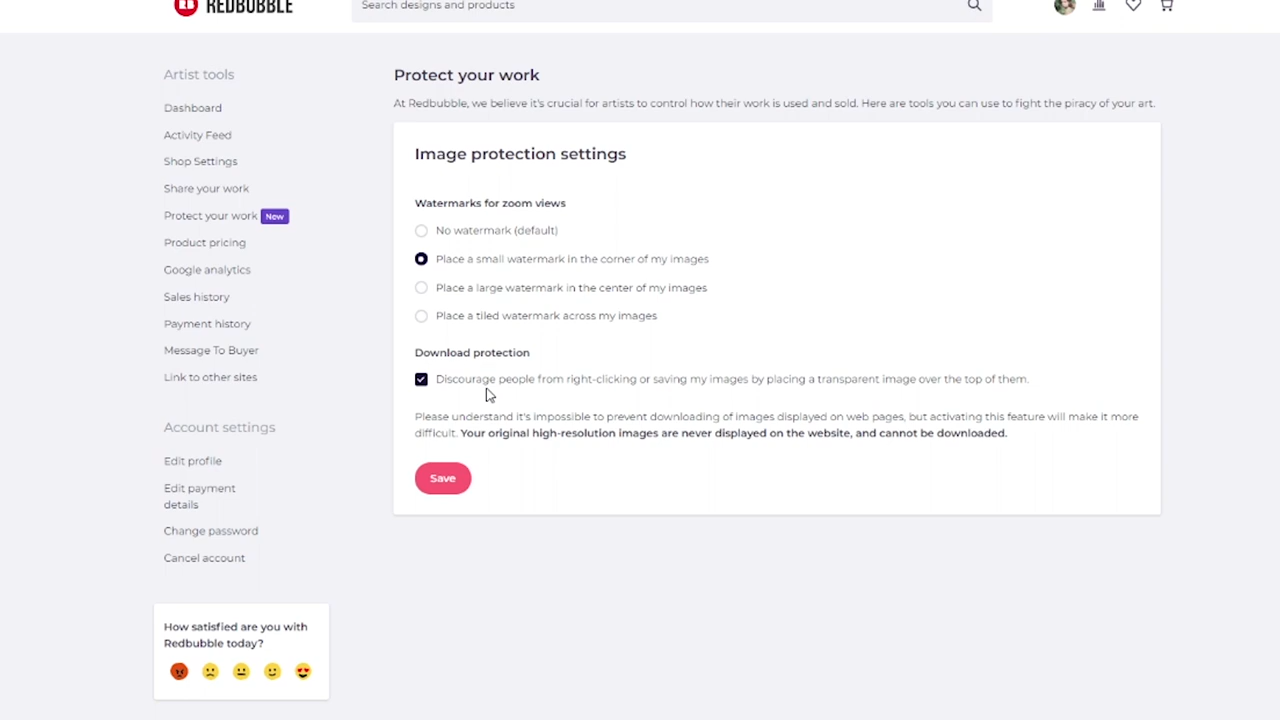 REDBUBBLE
Search designs and products
Artist tools
Dashboard
Activity Feed
Shop Settings
Share your work
Protect your work New
Product pricing
Google analytics
Sales history
Payment history
Message To Buyer
Link to other sites
Account settings
Edit profile
Edit payment
details
Change password
Cancel account
How satisfied are you with
Redbubble today?
Protect your work
At Redbubble, we believe it's crucial for artists to control how their work is used and sold. Here are tools you can use to fight the piracy of your art.
Image protection settings
Watermarks for zoom views
No watermark (default)
Place a small watermark in the corner of my images
Place a large watermark in the center of my images
Place a tiled watermark across my images
Download protection
Discourage people from right-clicking or saving my images by placing a transparent image over the top of them.
Please understand it's impossible to prevent downloading of images displayed on web pages, but activating this feature will make it more
difficult. Your original high-resolution images are never displayed on the website, and cannot be downloaded.
Save